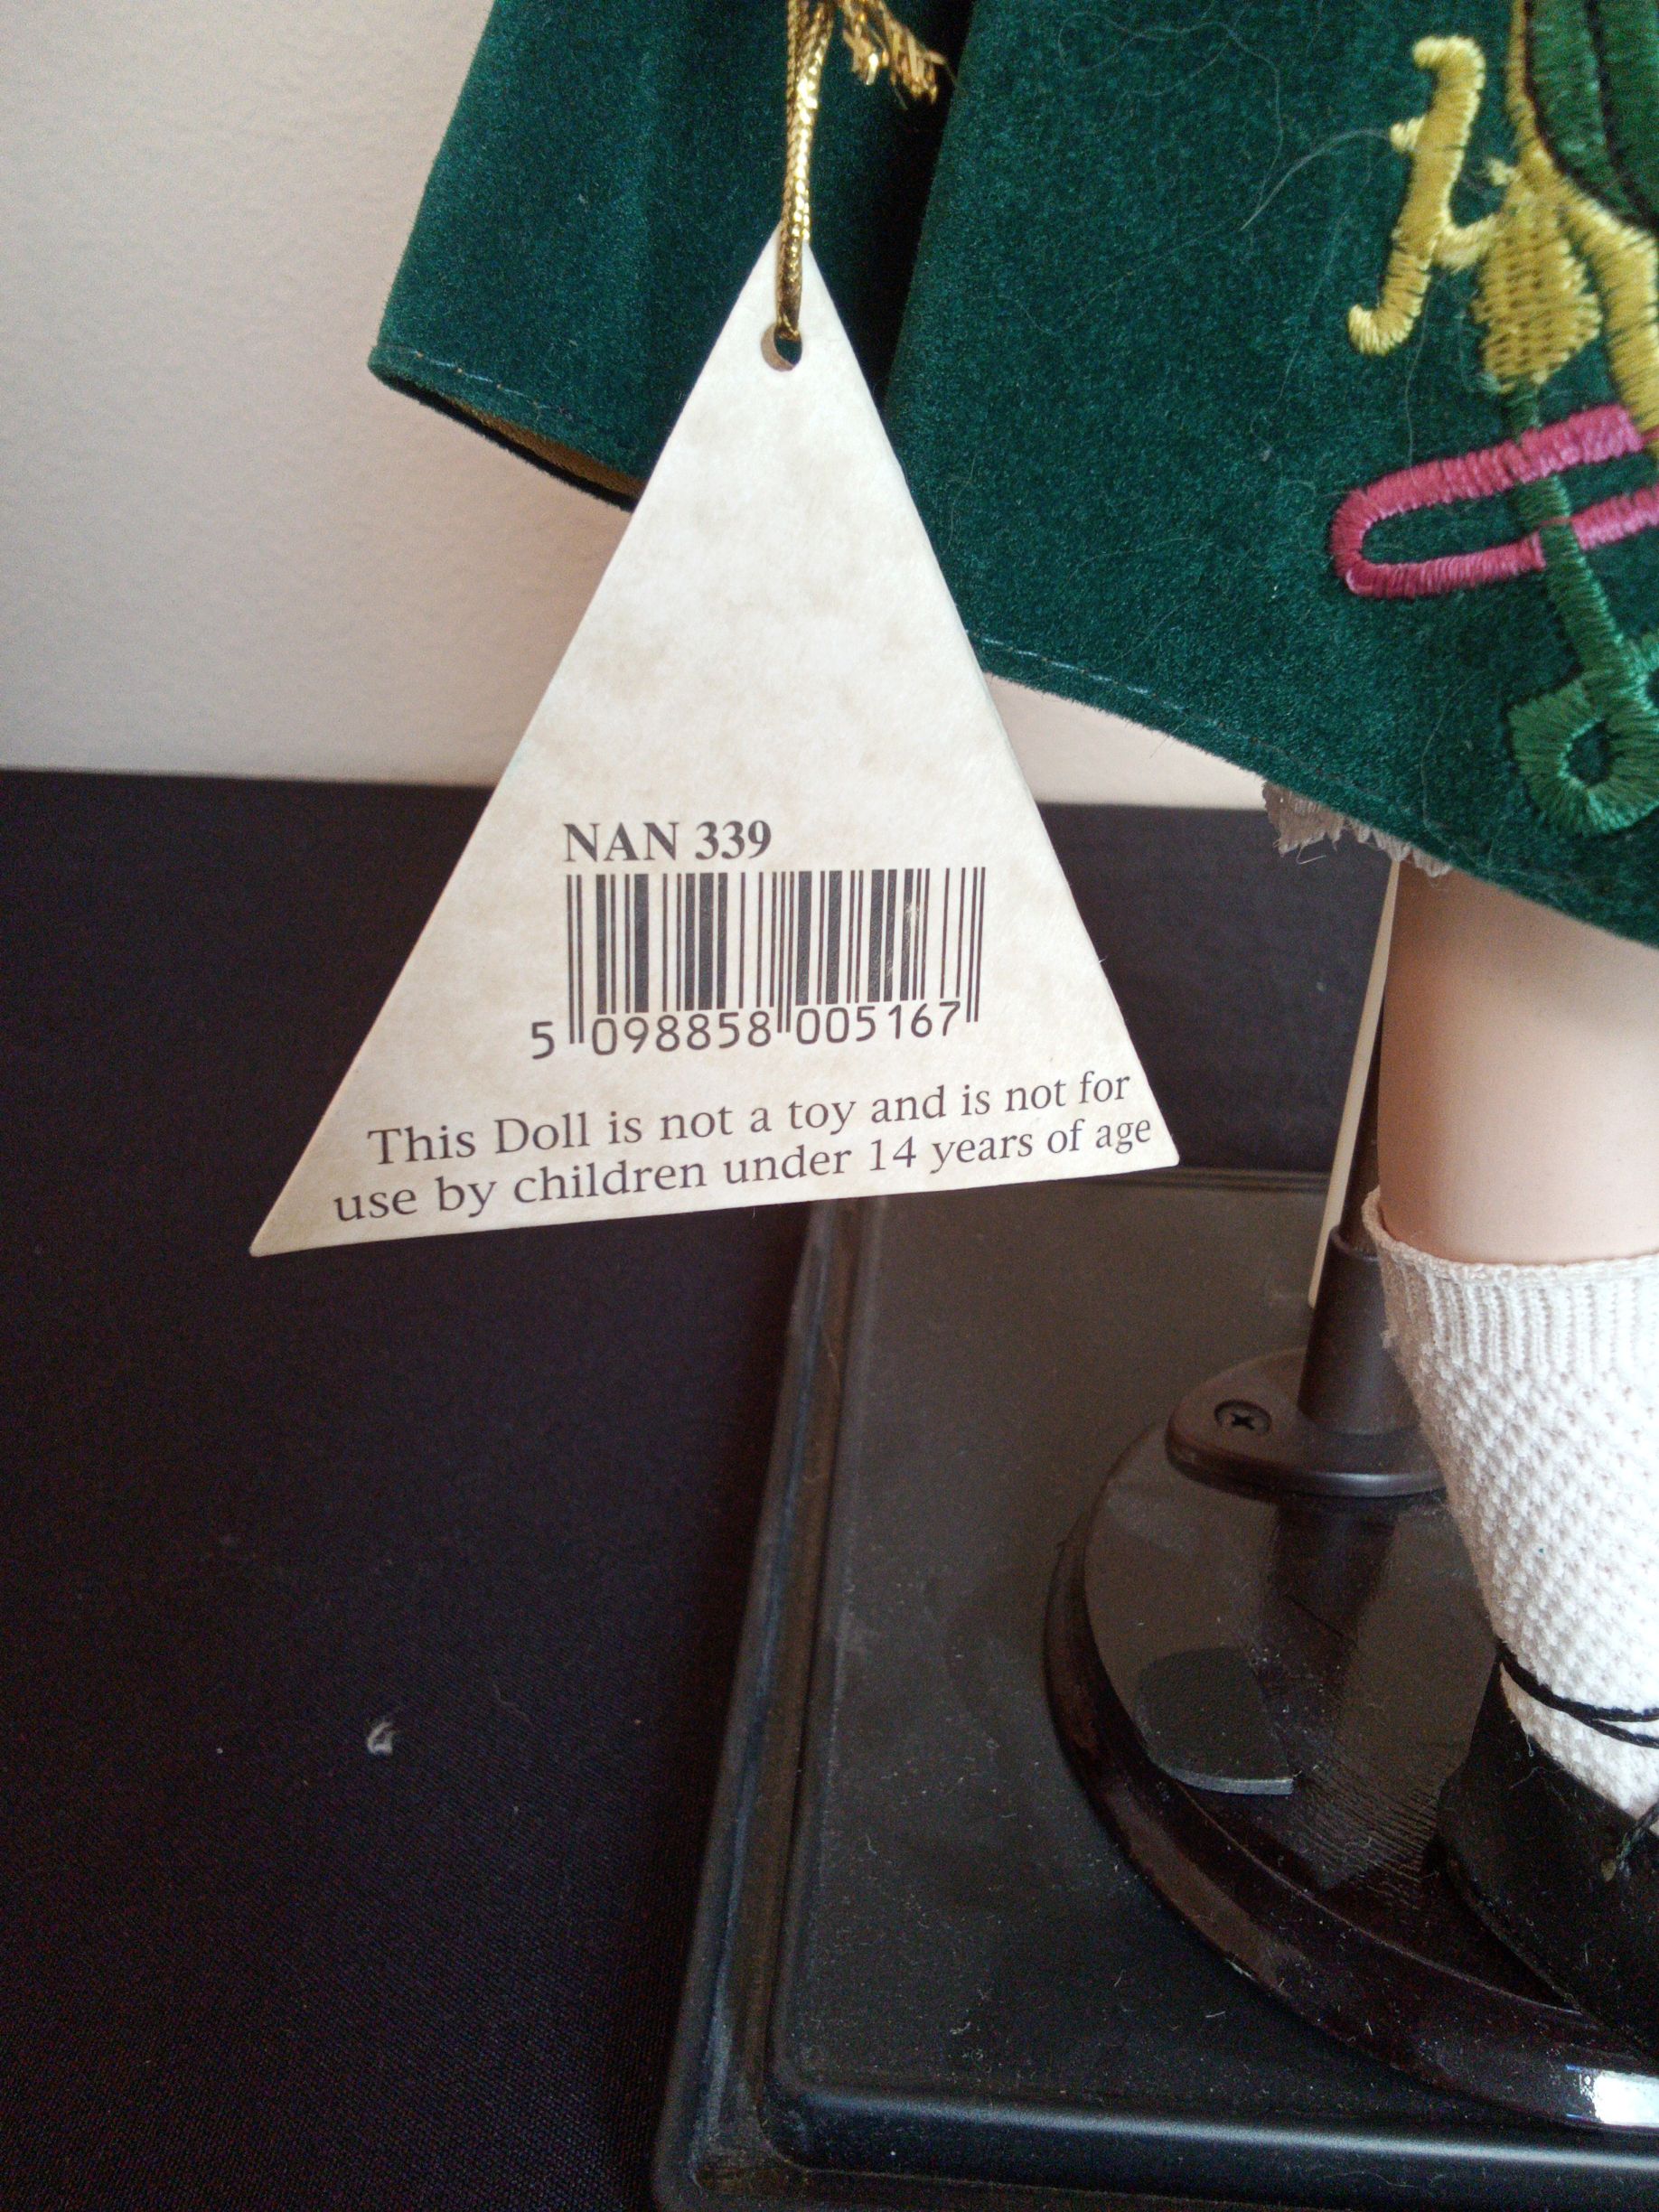 NAN 339
5 098858 005167
This Doll is not a toy and is not for
use by children under 14 years of age